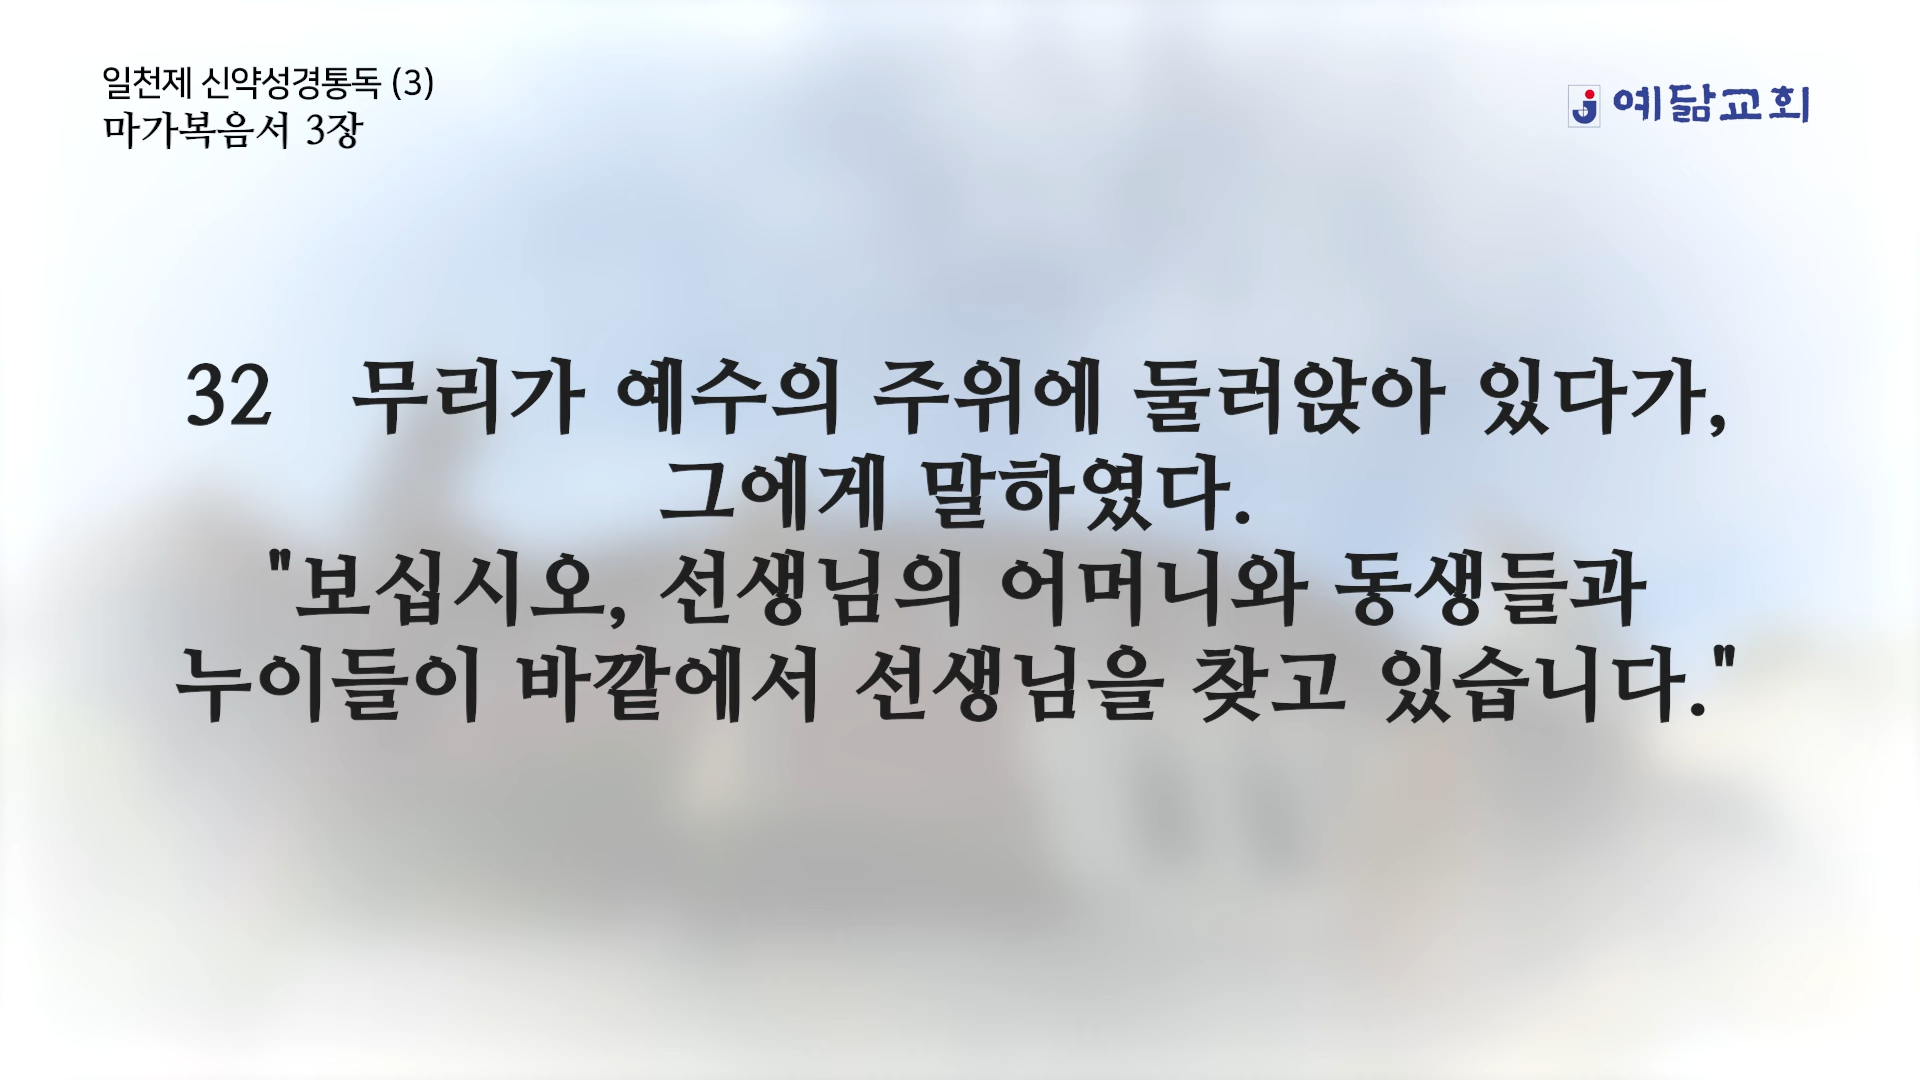 일천제 신약성경통독 (3)
마가복음서 3장
예닮교회
32 무리가 예수의 주위에 둘러앉아 있다가,
그에게 말하였다.
"보십시오, 선생님의 어머니와 동생들과
누이들이 바깥에서 선생님을 찾고 있습니다."